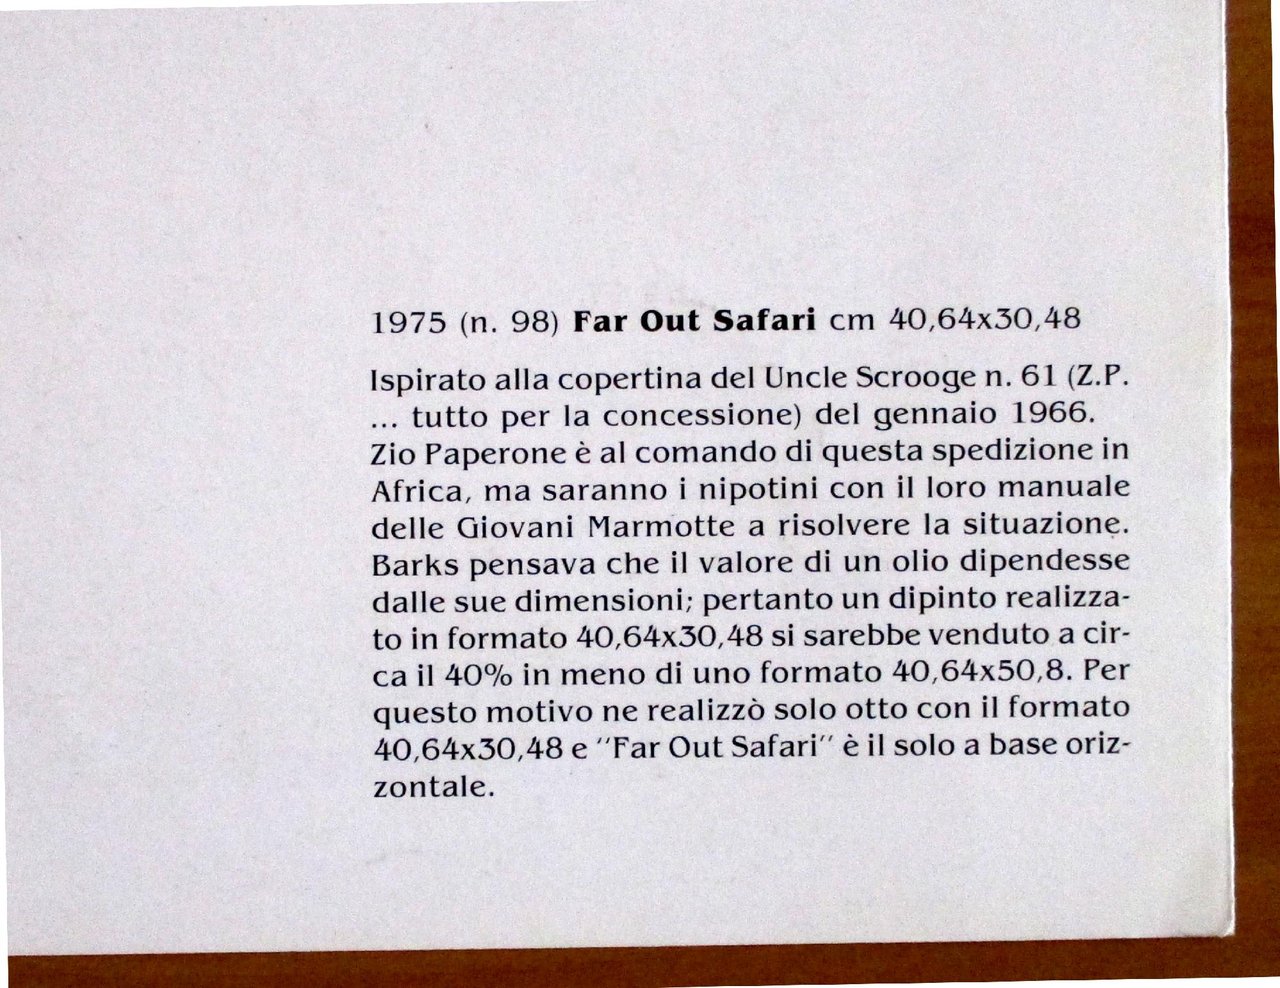 1975 (n. 98) Far Out Safari cm 40,64x30,48
Ispirato alla copertina del Uncle Scrooge n. 61 (Z.P.
... tutto per la concessione) del gennaio 1966.
Zio Paperone è al comando di questa spedizione in
Africa, ma saranno i nipotini con il loro manuale
delle Giovani Marmotte a risolvere la situazione.
Barks pensava che il valore di un olio dipendesse
dalle sue dimensioni; pertanto un dipinto realizza-
to in formato 40,64x30,48 si sarebbe venduto a cir-
ca il 40% in meno di uno formato 40,64x50,8. Per
questo motivo ne realizzò solo otto con il formato
40,64x30,48 e "Far Out Safari" è il solo a base oriz-
zontale.